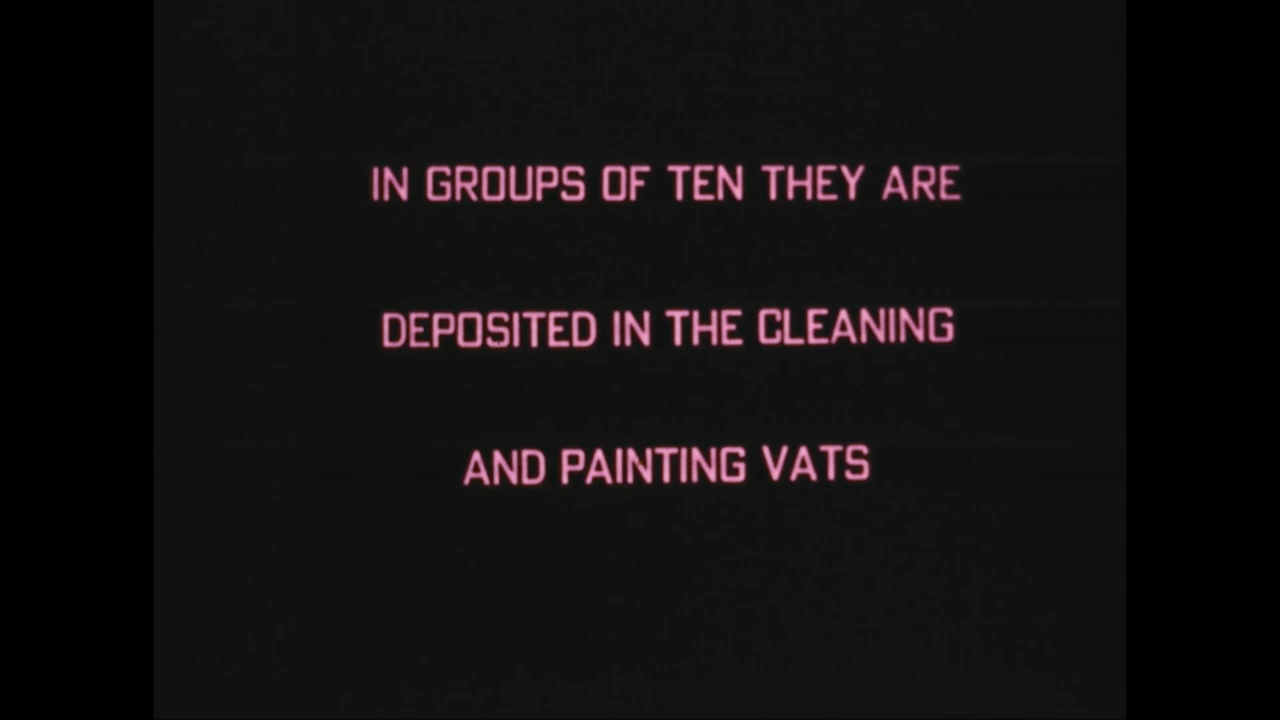 IN GROUPS OF TEN THEY ARE
DEPOSITED IN THE CLEANING
AND PAINTING VATS